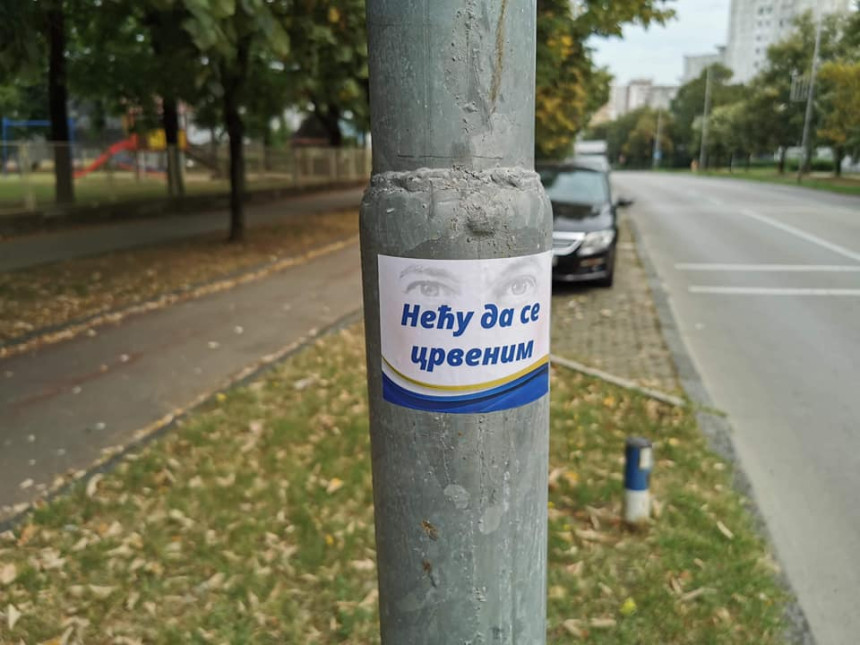 Нећу да се
црвеним